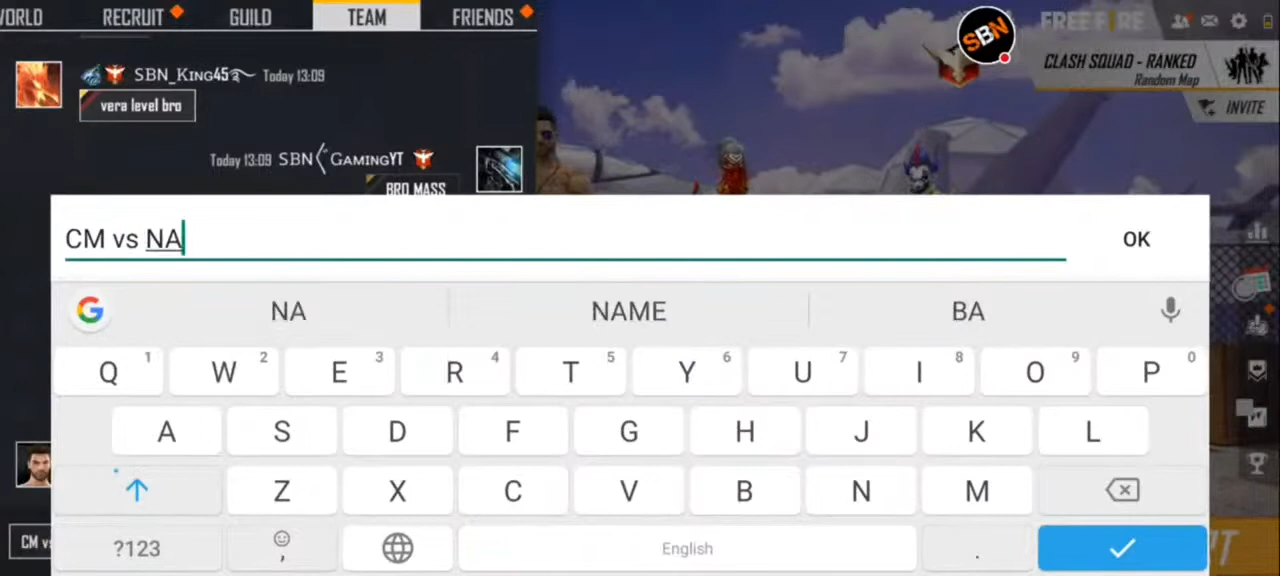 ORLD RECRUIT GUILD TEAM FRIENDS
SBN
FREE FIRE
CLASH SQUAD - RANKED
Random Map
INVITE
SBN_King45 Today 13:09
vera level bro
Today 13:09 SBN GamingYT
BRO MASS
CM vs NA
OK
NA NAME BA
Q 1 W 2 E 3 R 4 T 5 Y 6 U 7 I 8 O 9 P 0
A S D F G H J K L
Z X C V B N M
CM vs
?123 , English .